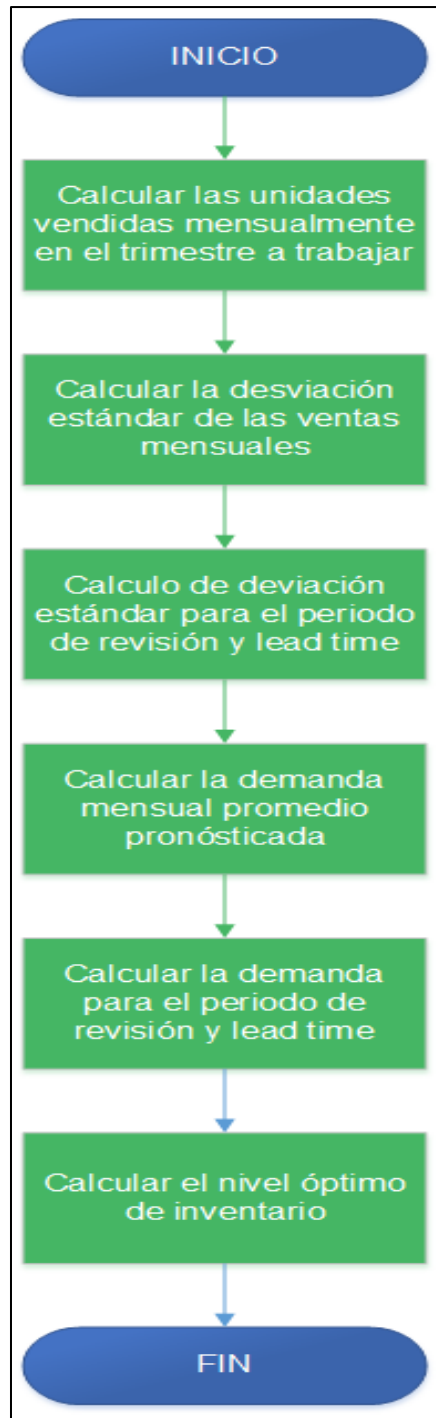 INICIO
Calcular las unidades
vendidas mensualmente
en el trimestre a trabajar
Calcular la desviación
estándar de las ventas
mensuales
Calculo de deviación
estándar para el periodo
de revisión y lead time
Calcular la demanda
mensual promedio
pronósticada
Calcular la demanda
para el periodo de
revisión y lead time
Calcular el nivel óptimo
de inventario
FIN